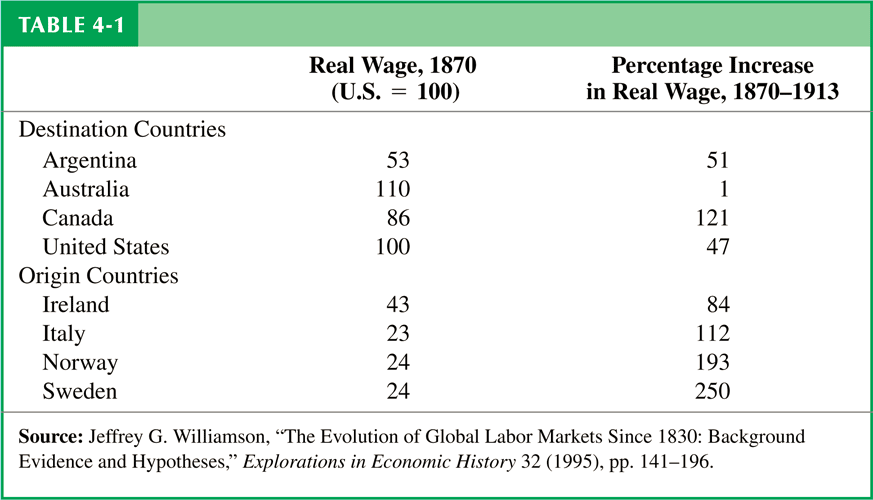 TABLE 4-1
Real Wage, 1870 Percentage Increase
(U.S. = 100) in Real Wage, 1870–1913
Destination Countries
Argentina 53 51
Australia 110 1
Canada 86 121
United States 100 47
Origin Countries
Ireland 43 84
Italy 23 112
Norway 24 193
Sweden 24 250
Source: Jeffrey G. Williamson, “The Evolution of Global Labor Markets Since 1830: Background
Evidence and Hypotheses,” Explorations in Economic History 32 (1995), pp. 141–196.